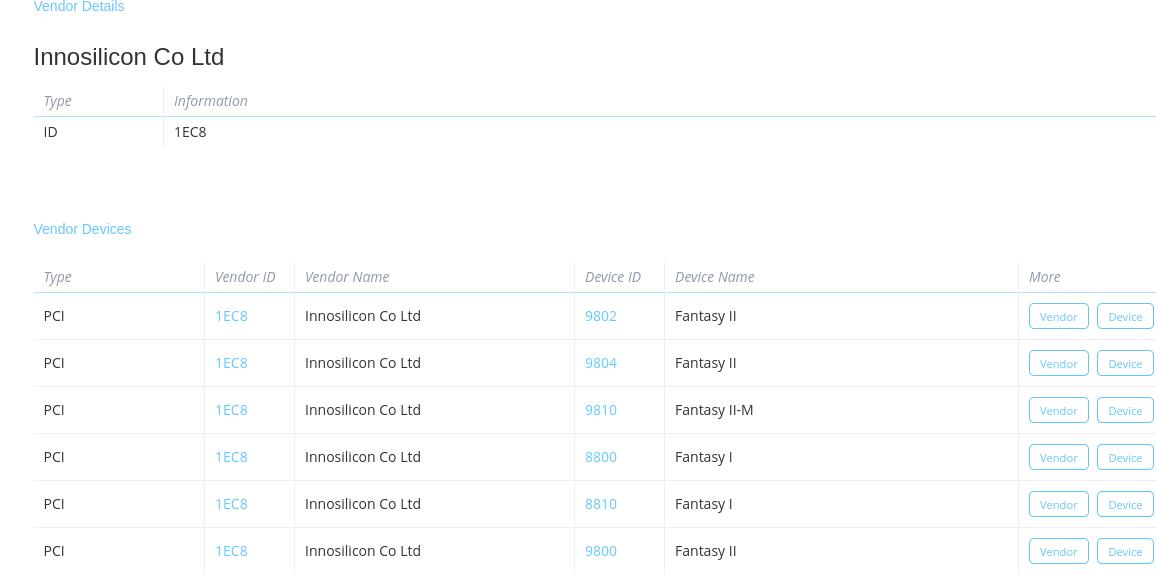 Vendor Details
Innosilicon Co Ltd
Type Information
ID 1EC8
Vendor Devices
Type Vendor ID Vendor Name Device ID Device Name More
PCI 1EC8 Innosilicon Co Ltd 9802 Fantasy II Vendor Device
PCI 1EC8 Innosilicon Co Ltd 9804 Fantasy II Vendor Device
PCI 1EC8 Innosilicon Co Ltd 9810 Fantasy II-M Vendor Device
PCI 1EC8 Innosilicon Co Ltd 8800 Fantasy I Vendor Device
PCI 1EC8 Innosilicon Co Ltd 8810 Fantasy I Vendor Device
PCI 1EC8 Innosilicon Co Ltd 9800 Fantasy II Vendor Device